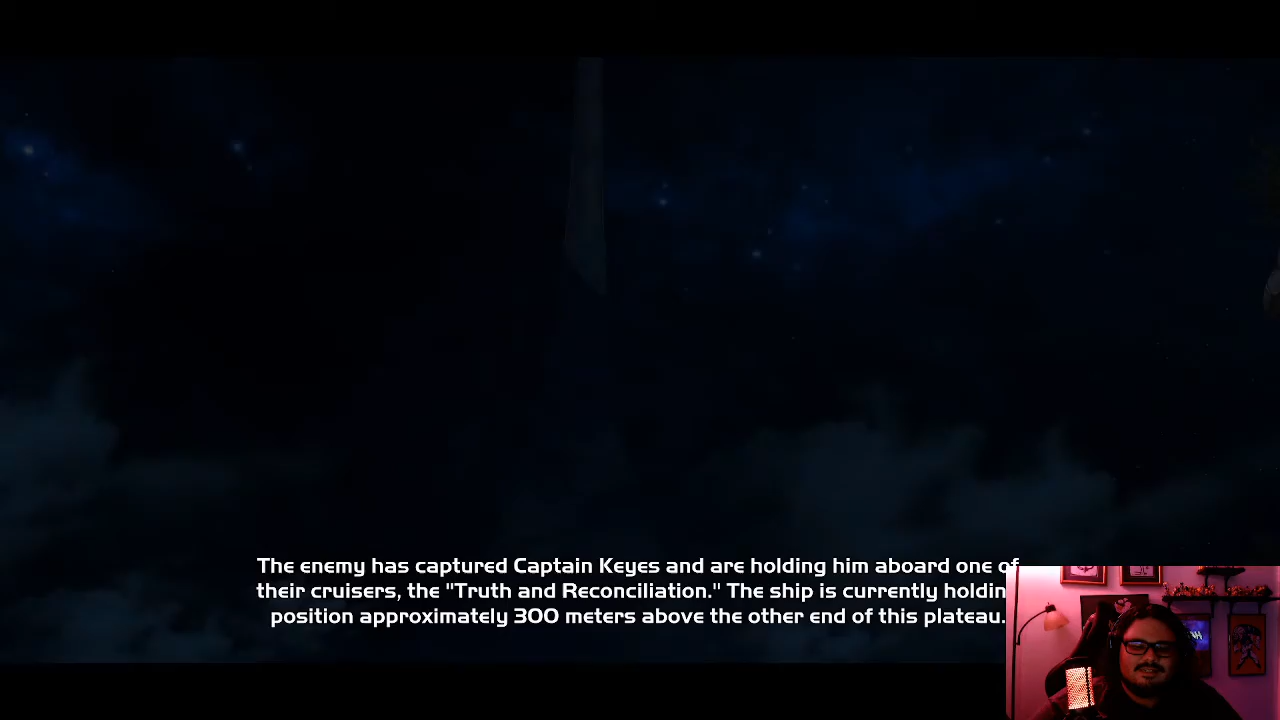 The enemy has captured Captain Keyes and are holding him aboard one of
their cruisers, the "Truth and Reconciliation." The ship is currently holdin
position approximately 300 meters above the other end of this plateau.